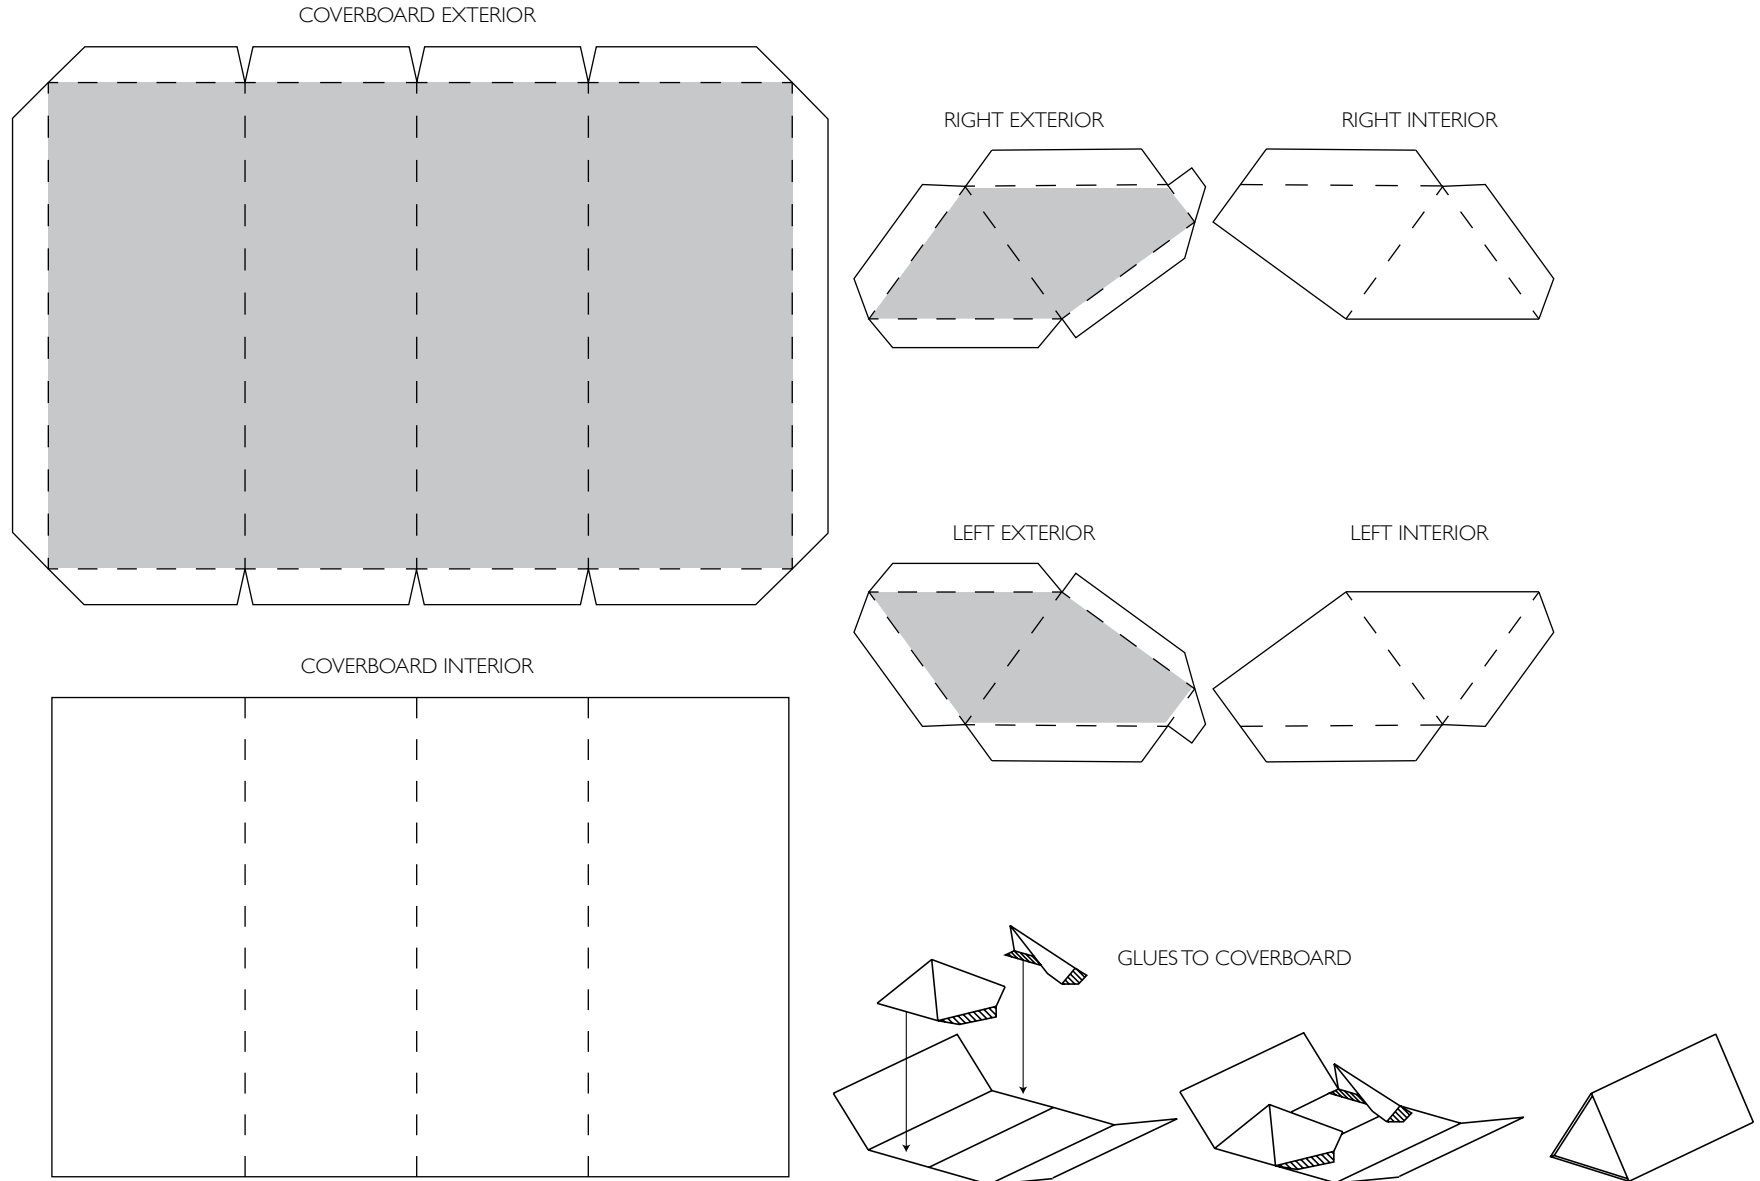 COVERBOARD EXTERIOR
RIGHT EXTERIOR
RIGHT INTERIOR
LEFT EXTERIOR
LEFT INTERIOR
COVERBOARD INTERIOR
GLUES TO COVERBOARD